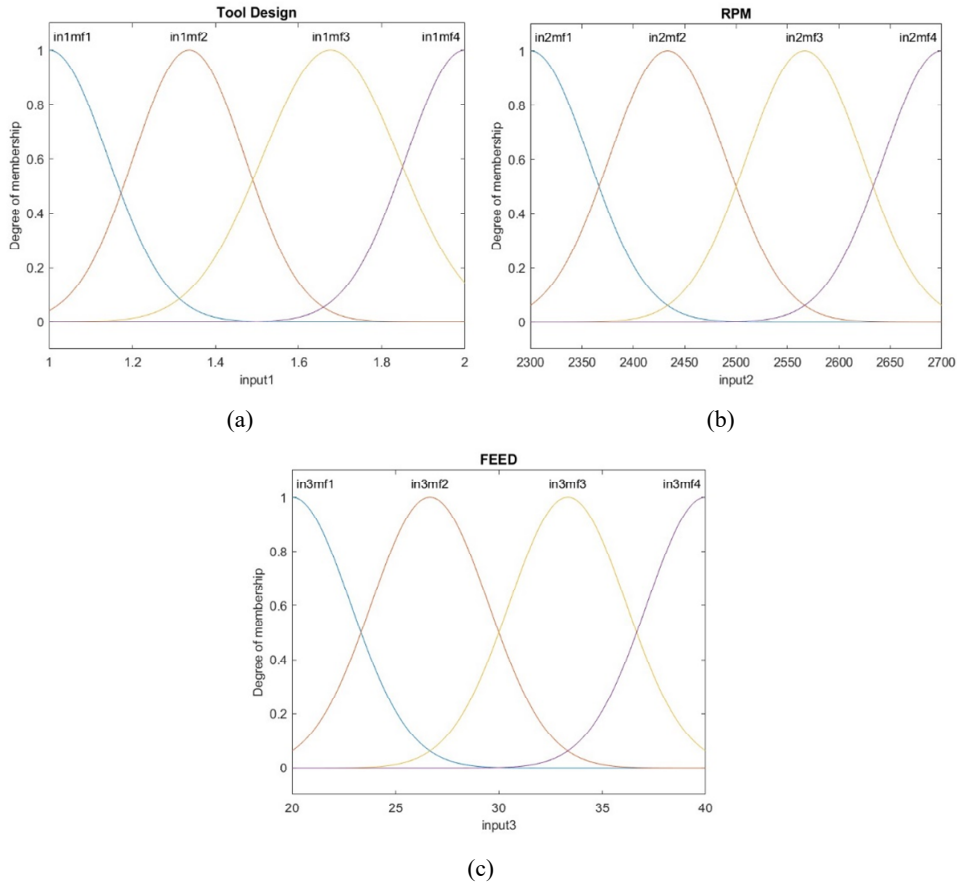 Tool Design
in1mf1 in1mf2 in1mf3 in1mf4
1
0.8
0.6
0.4
0.2
0
Degree of membership
1 1.2 1.4 1.6 1.8 2
input1
(a)
RPM
in2mf1 in2mf2 in2mf3 in2mf4
1
0.8
0.6
0.4
0.2
0
Degree of membership
2300 2350 2400 2450 2500 2550 2600 2650 2700
input2
(b)
FEED
in3mf1 in3mf2 in3mf3 in3mf4
1
0.8
0.6
0.4
0.2
0
Degree of membership
20 25 30 35 40
input3
(c)